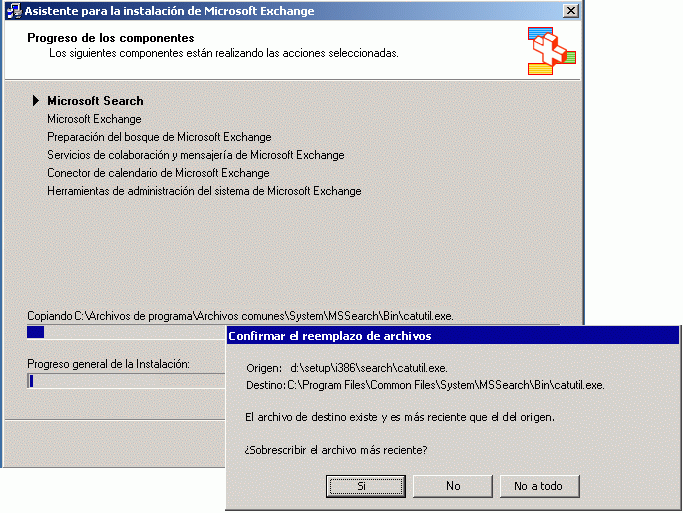 Asistente para la instalación de Microsoft Exchange
Progreso de los componentes
Los siguientes componentes están realizando las acciones seleccionadas.
Microsoft Search
Microsoft Exchange
Preparación del bosque de Microsoft Exchange
Servicios de colaboración y mensajería de Microsoft Exchange
Conector de calendario de Microsoft Exchange
Herramientas de administración del sistema de Microsoft Exchange
Copiando C:\Archivos de programa\Archivos comunes\System\MSSearch\Bin\catutil.exe.
Progreso general de la Instalación:
Confirmar el reemplazo de archivos
Origen: d:\setup\i386\search\catutil.exe.
Destino:C:\Program Files\Common Files\System\MSSearch\Bin\catutil.exe.
El archivo de destino existe y es más reciente que el del origen.
¿Sobrescribir el archivo más reciente?
Si No No a todo